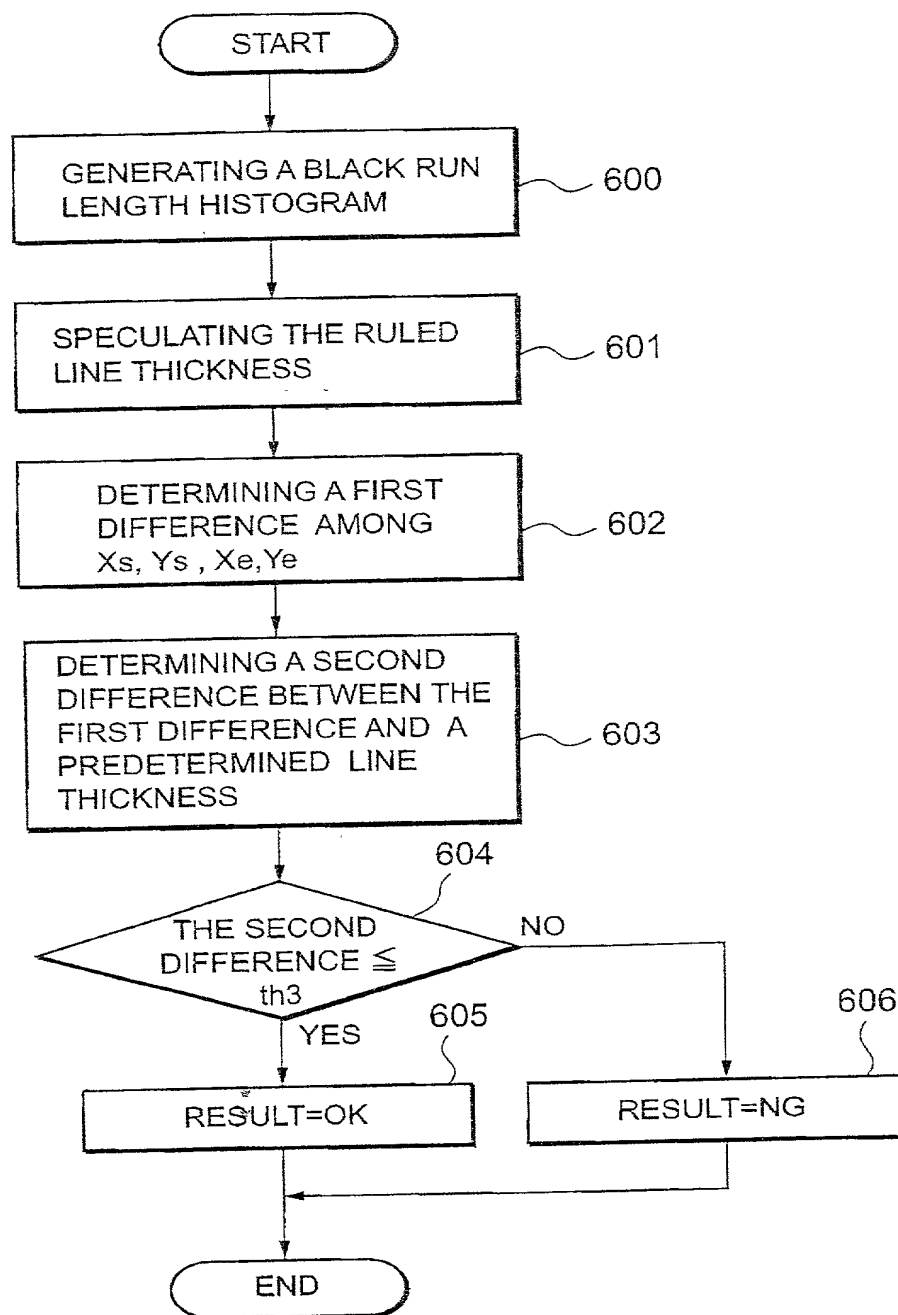 START
GENERATING A BLACK RUN
LENGTH HISTOGRAM
600
SPECULATING THE RULED
LINE THICKNESS
601
DETERMINING A FIRST
DIFFERENCE AMONG
Xs, Ys , Xe,Ye
602
DETERMINING A SECOND
DIFFERENCE BETWEEN THE
FIRST DIFFERENCE AND A
PREDETERMINED LINE
THICKNESS
603
604
THE SECOND
DIFFERENCE ≦
th3
NO
YES
605
RESULT=OK
606
RESULT=NG
END